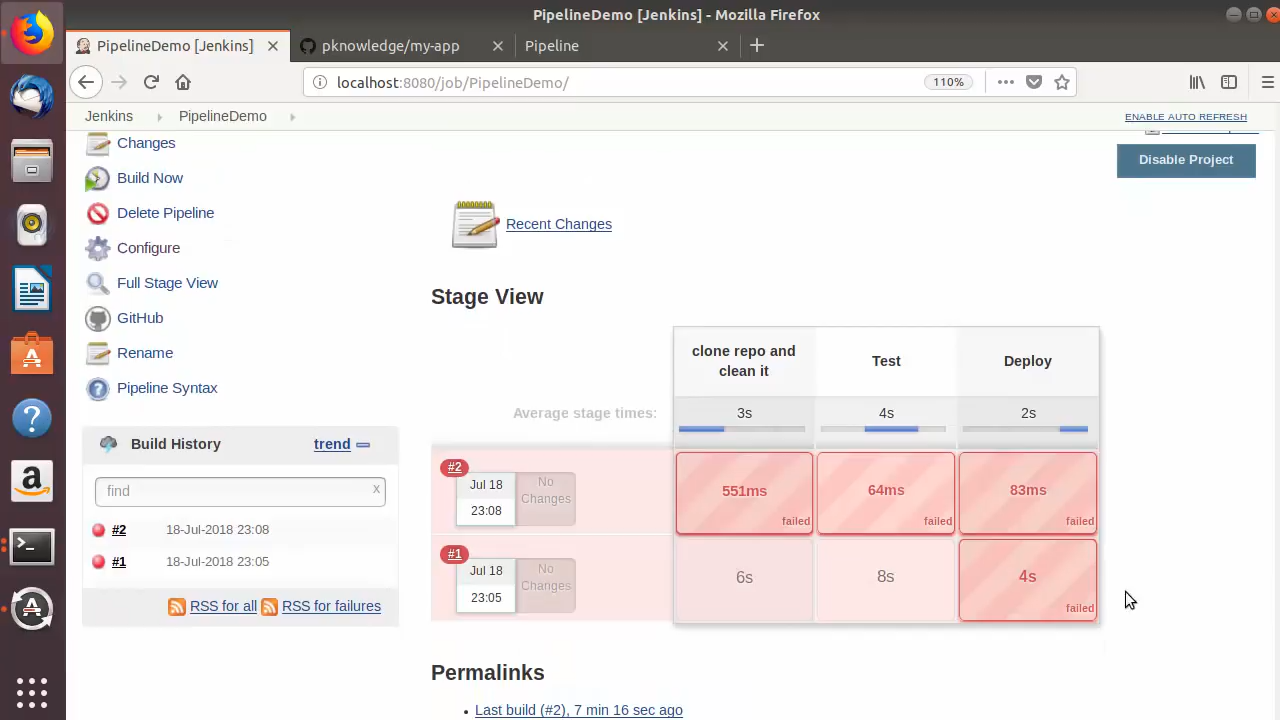 PipelineDemo [Jenkins] - Mozilla Firefox
PipelineDemo [Jenkins]
pknowledge/my-app
Pipeline
localhost:8080/job/PipelineDemo/
110%
Jenkins
PipelineDemo
ENABLE AUTO REFRESH
Changes
Build Now
Delete Pipeline
Configure
Full Stage View
GitHub
Rename
Pipeline Syntax
Build History
trend
find
x
#2 18-Jul-2018 23:08
#1 18-Jul-2018 23:05
RSS for all
RSS for failures
Disable Project
Recent Changes
Stage View
clone repo and
clean it
Test
Deploy
Average stage times:
3s
4s
2s
#2
Jul 18
23:08
No
Changes
551ms
failed
64ms
failed
83ms
failed
#1
Jul 18
23:05
No
Changes
6s
8s
4s
failed
Permalinks
Last build (#2), 7 min 16 sec ago